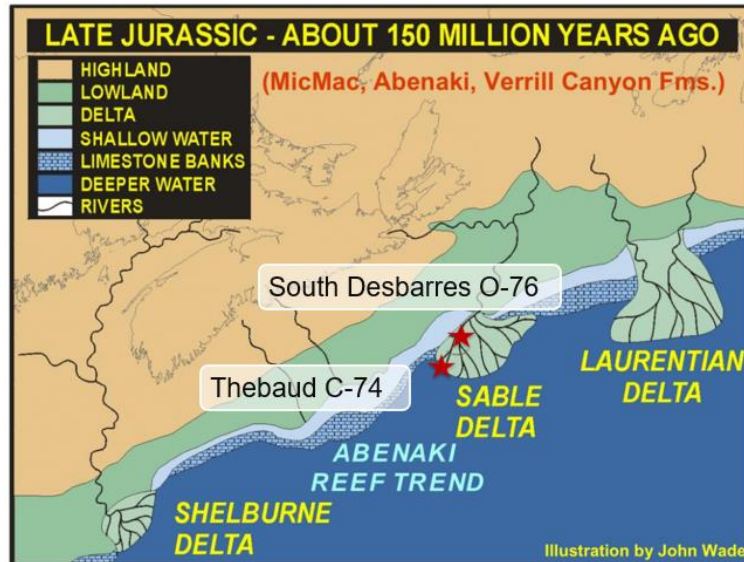 LATE JURASSIC - ABOUT 150 MILLION YEARS AGO
HIGHLAND
LOWLAND
DELTA
SHALLOW WATER
LIMESTONE BANKS
DEEPER WATER
RIVERS
(MicMac, Abenaki, Verrill Canyon Fms.)
South Desbarres O-76
Thebaud C-74
LAURENTIAN
DELTA
SABLE
DELTA
ABENAKI
REEF TREND
SHELBURNE
DELTA
Illustration by John Wade